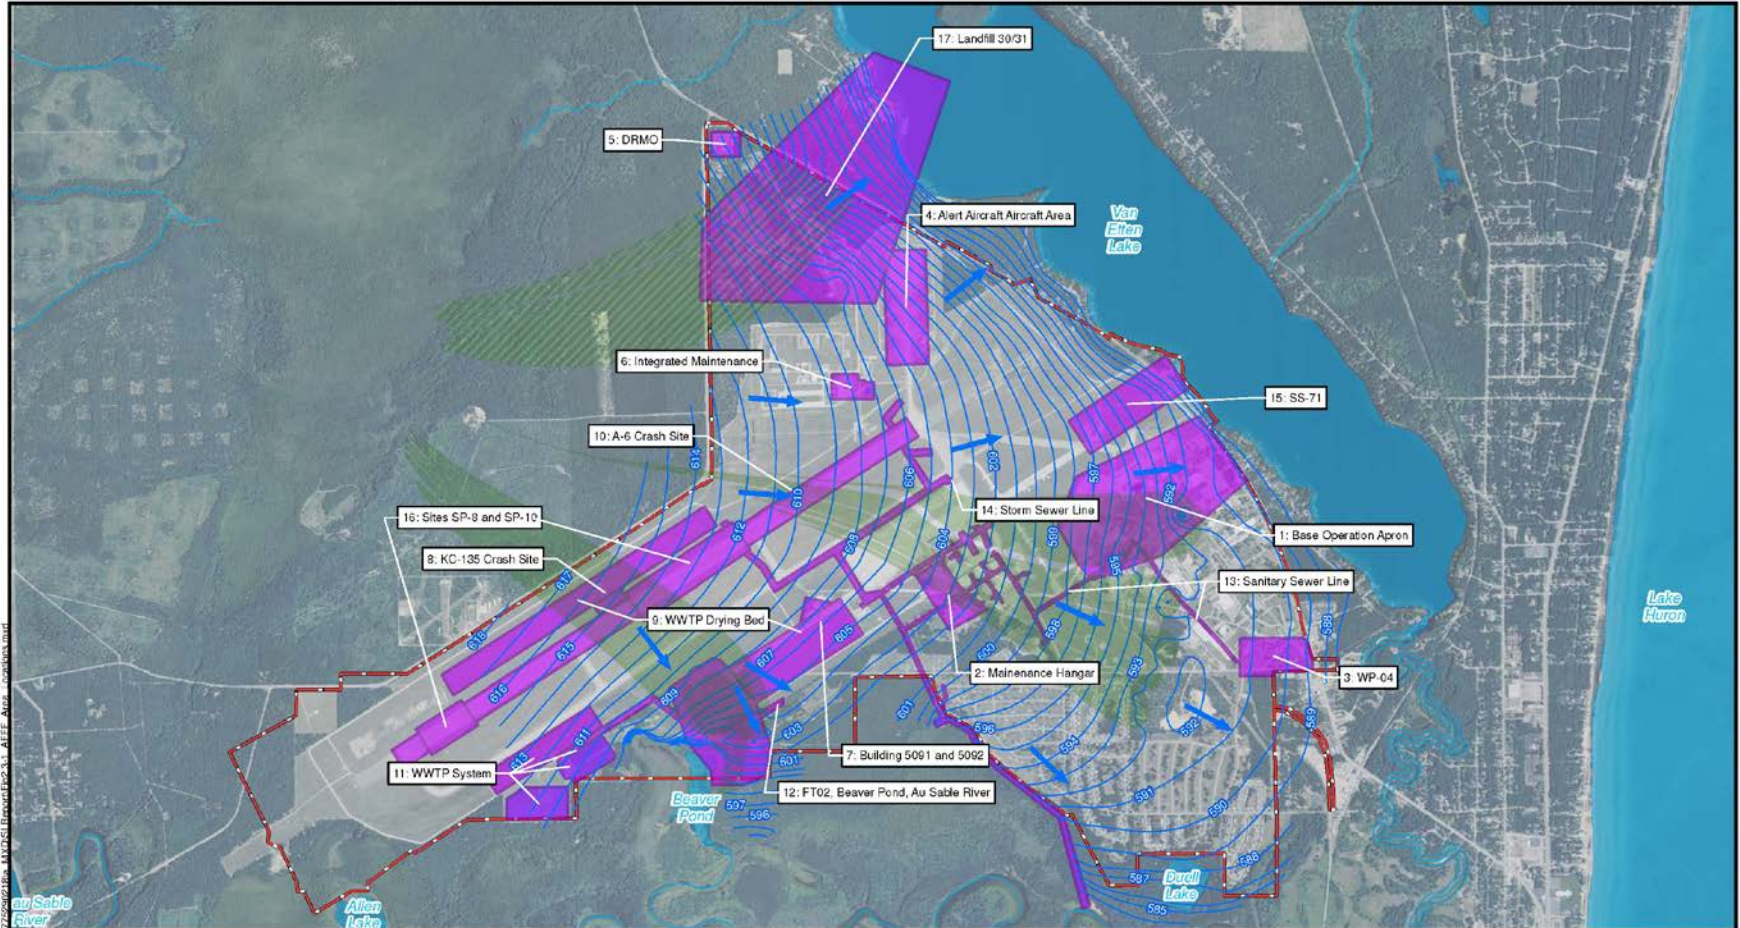 17: Landfill 30/31
5: DRMO
4: Alert Aircraft Aircraft Area
Van
Etten
Lake
6: Integrated Maintenance
15: SS-71
10: A-6 Crash Site
614
602
597
606
610
592
16: Sites SP-8 and SP-10
14: Storm Sewer Line
612
608
604
599
1: Base Operation Apron
8: KC-135 Crash Site
595
617
13: Sanitary Sewer Line
Lake
Huron
9: WWTP Drying Bed
618
605
598
588
615
600
607
593
2: Mainenance Hangar
3: WP-04
616
609
601
596
592
589
603
611
594
613
7: Building 5091 and 5092
601
11: WWTP System
12: FT02, Beaver Pond, Au Sable River
591
590
Beaver
Pond
597
596
586
587
Duell
Lake
au Sable
River
Allen
Lake
585